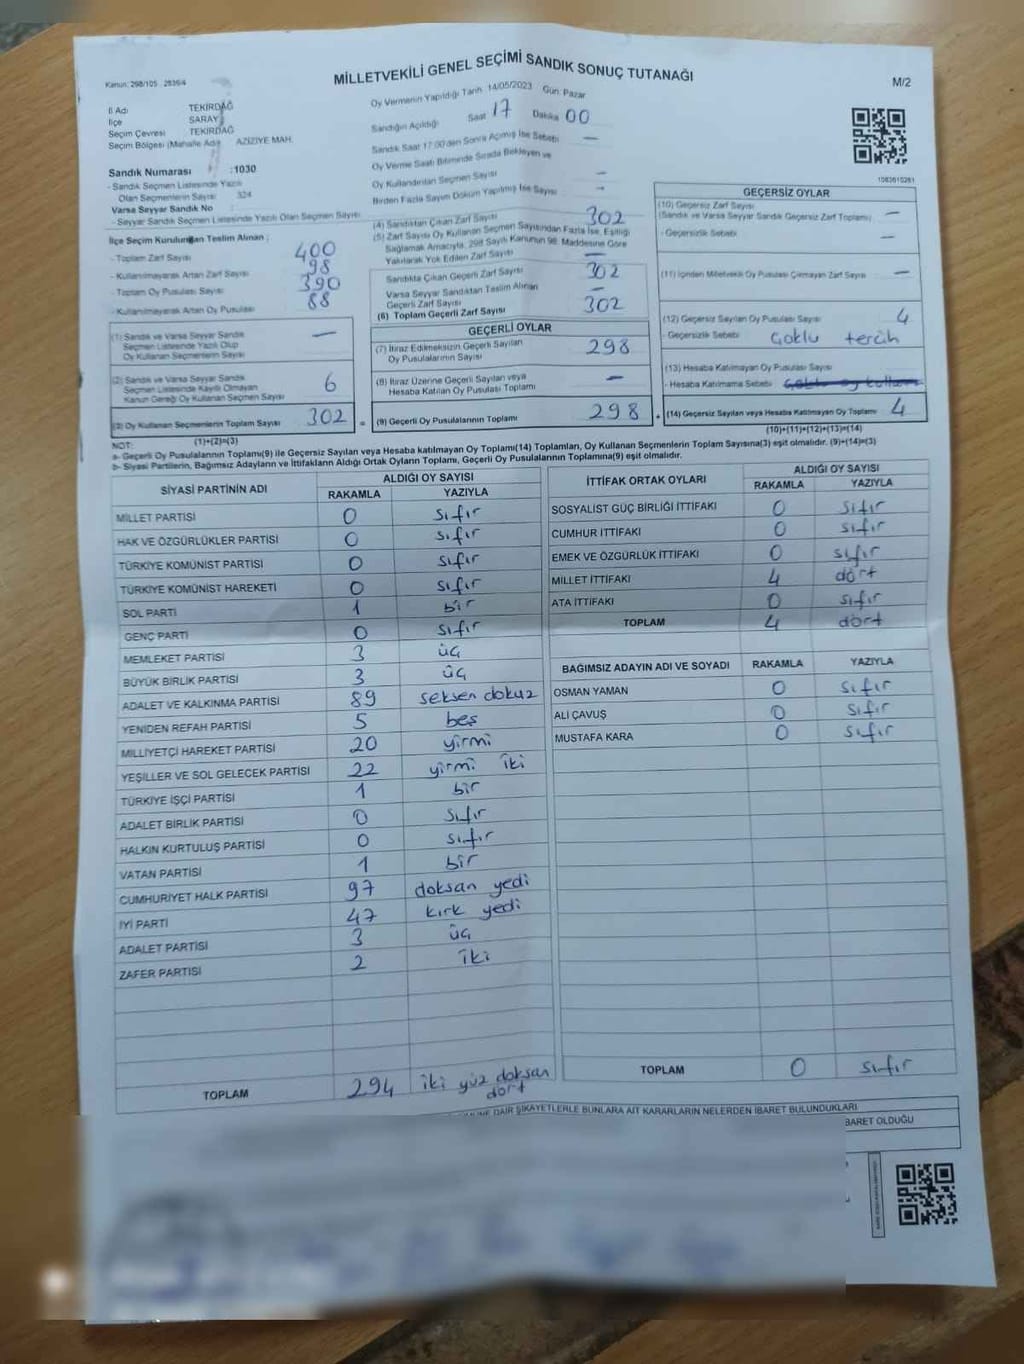 Kanun: 298/105 2839/4
MİLLETVEKİLİ GENEL SEÇİMİ SANDIK SONUÇ TUTANAĞI
M/2
İl Adı TEKİRDAĞ
İlçe SARAY
Seçim Çevresi TEKİRDAĞ
Seçim Bölgesi (Mahalle Adı) AZİZİYE MAH.
Sandık Numarası :1030
- Sandık Seçmen Listesinde Yazılı
Olan Seçmenlerin Sayısı 324
Varsa Seyyar Sandık No
- Seyyar Sandık Seçmen Listesinde Yazılı Olan Seçmen Sayısı
Oy Vermenin Yapıldığı Tarih 14/05/2023 Gün: Pazar
Sandığın Açıldığı Saat 17 Dakika 00
Sandık Saat 17:00'den Sonra Açılmış İse Sebebi —
Oy Verme Saati Bitiminde Sırada Bekleyen ve
Oy Kullandırılan Seçmen Sayısı —
Birden Fazla Sayım Döküm Yapılmış İse Sayısı —
İlçe Seçim Kurulundan Teslim Alınan :
- Toplam Zarf Sayısı 400
- Kullanılmayarak Artan Zarf Sayısı 98
- Toplam Oy Pusulası Sayısı 390
- Kullanılmayarak Artan Oy Pusulası 88
(1) Sandık ve Varsa Seyyar Sandık
Seçmen Listesinde Yazılı Olup
Oy Kullanan Seçmenlerin Sayısı —
(2) Sandık ve Varsa Seyyar Sandık
Seçmen Listesinde Kayıtlı Olmayan
Kanun Gereği Oy Kullanan Seçmen Sayısı 6
(3) Oy Kullanan Seçmenlerin Toplam Sayısı 302
(1)+(2)=(3)
(4) Sandıktan Çıkan Zarf Sayısı 302
(5) Zarf Sayısı Oy Kullanan Seçmen Sayısından Fazla İse, Eşitliği
Sağlamak Amacıyla, 298 Sayılı Kanunun 98. Maddesine Göre
Yakılarak Yok Edilen Zarf Sayısı —
Sandıkta Çıkan Geçerli Zarf Sayısı 302
Varsa Seyyar Sandıktan Teslim Alınan
Geçerli Zarf Sayısı —
(6) Toplam Geçerli Zarf Sayısı 302
GEÇERLİ OYLAR
(7) İtiraz Edilmeksizin Geçerli Sayılan
Oy Pusulalarının Sayısı 298
(8) İtiraz Üzerine Geçerli Sayılan veya
Hesaba Katılan Oy Pusulası Toplamı —
= (9) Geçerli Oy Pusulalarının Toplamı 298 +
1083610261
GEÇERSİZ OYLAR
(10) Geçersiz Zarf Sayısı
(Sandık ve Varsa Seyyar Sandık Geçersiz Zarf Toplamı) —
- Geçersizlik Sebebi —
(11) İçinden Milletvekili Oy Pusulası Çıkmayan Zarf Sayısı —
(12) Geçersiz Sayılan Oy Pusulası Sayısı 4
- Geçersizlik Sebebi Çoklu tercih
(13) Hesaba Katılmayan Oy Pusulası Sayısı
- Hesaba Katılmama Sebebi
(14) Geçersiz Sayılan veya Hesaba Katılmayan Oy Toplamı 4
(10)+(11)+(12)+(13)=(14)
NOT:
a- Geçerli Oy Pusulalarının Toplamı(9) ile Geçersiz Sayılan veya Hesaba katılmayan Oy Toplamı(14) Toplamları, Oy Kullanan Seçmenlerin Toplam Sayısına(3) eşit olmalıdır. (9)+(14)=(3)
b- Siyasi Partilerin, Bağımsız Adayların ve İttifakların Aldığı Ortak Oyların Toplamı, Geçerli Oy Pusulalarının Toplamına(9) eşit olmalıdır.
SİYASİ PARTİNİN ADI
ALDIĞI OY SAYISI
RAKAMLA YAZIYLA
MİLLET PARTİSİ 0 sıfır
HAK VE ÖZGÜRLÜKLER PARTİSİ 0 sıfır
TÜRKİYE KOMÜNİST PARTİSİ 0 sıfır
TÜRKİYE KOMÜNİST HAREKETİ 0 sıfır
SOL PARTİ 1 bir
GENÇ PARTİ 0 sıfır
MEMLEKET PARTİSİ 3 üç
BÜYÜK BİRLİK PARTİSİ 3 üç
ADALET VE KALKINMA PARTİSİ 89 seksen dokuz
YENİDEN REFAH PARTİSİ 5 beş
MİLLİYETÇİ HAREKET PARTİSİ 20 yirmi
YEŞİLLER VE SOL GELECEK PARTİSİ 22 yirmi iki
TÜRKİYE İŞÇİ PARTİSİ 1 bir
ADALET BİRLİK PARTİSİ 0 sıfır
HALKIN KURTULUŞ PARTİSİ 0 sıfır
VATAN PARTİSİ 1 bir
CUMHURİYET HALK PARTİSİ 97 doksan yedi
İYİ PARTİ 47 kırk yedi
ADALET PARTİSİ 3 üç
ZAFER PARTİSİ 2 iki
TOPLAM 294 iki yüz doksan
dört
İTTİFAK ORTAK OYLARI
ALDIĞI OY SAYISI
RAKAMLA YAZIYLA
SOSYALİST GÜÇ BİRLİĞİ İTTİFAKI 0 sıfır
CUMHUR İTTİFAKI 0 sıfır
EMEK VE ÖZGÜRLÜK İTTİFAKI 0 sıfır
MİLLET İTTİFAKI 4 dört
ATA İTTİFAKI 0 sıfır
TOPLAM 4 dört
BAĞIMSIZ ADAYIN ADI VE SOYADI RAKAMLA YAZIYLA
OSMAN YAMAN 0 sıfır
ALİ ÇAVUŞ 0 sıfır
MUSTAFA KARA 0 sıfır
TOPLAM 0 sıfır
DAİR ŞİKAYETLERLE BUNLARA AİT KARARLARIN NELERDEN İBARET BULUNDUKLARI
BARET OLDUĞU